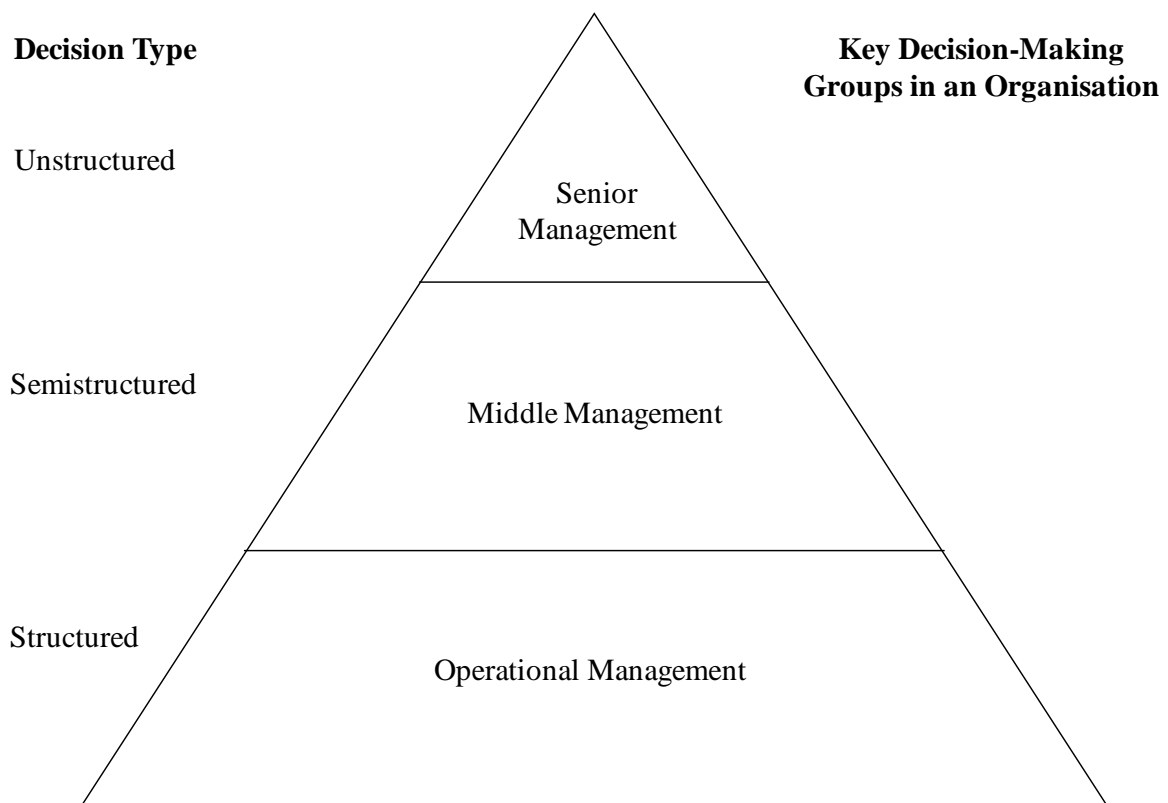 Decision Type
Key Decision-Making
Groups in an Organisation
Unstructured
Senior
Management
Semistructured
Middle Management
Structured
Operational Management